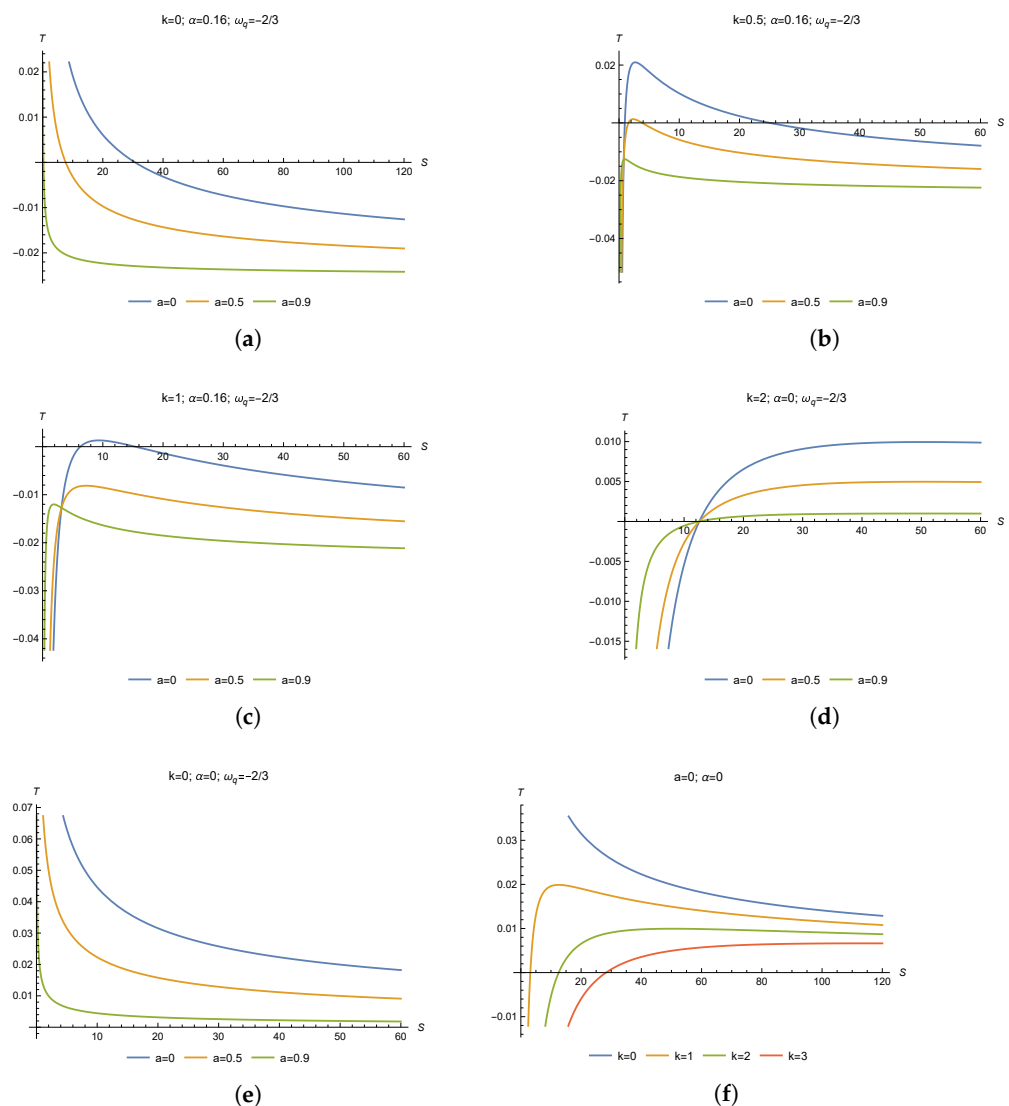 k=0; α=0.16; ω_q=−2/3
T
0.02
0.01
−0.01
−0.02
20 40 60 80 100 120 S
a=0 a=0.5 a=0.9
(a)
k=0.5; α=0.16; ω_q=−2/3
T
0.02
−0.02
−0.04
10 20 30 40 50 60 S
a=0 a=0.5 a=0.9
(b)
k=1; α=0.16; ω_q=−2/3
T
−0.01
−0.02
−0.03
−0.04
10 20 30 40 50 60 S
a=0 a=0.5 a=0.9
(c)
k=2; α=0; ω_q=−2/3
T
0.010
0.005
−0.005
−0.010
−0.015
10 20 30 40 50 60 S
a=0 a=0.5 a=0.9
(d)
k=0; α=0; ω_q=−2/3
T
0.07
0.06
0.05
0.04
0.03
0.02
0.01
10 20 30 40 50 60 S
a=0 a=0.5 a=0.9
(e)
a=0; α=0
T
0.03
0.02
0.01
−0.01
20 40 60 80 100 120 S
k=0 k=1 k=2 k=3
(f)